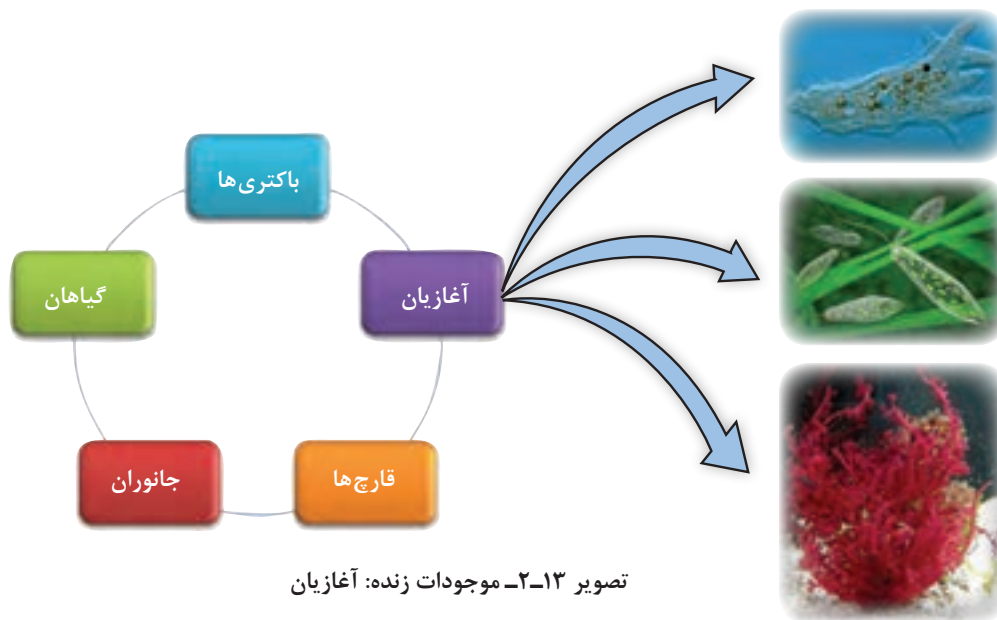 باکتری‌ها
آغازیان
گیاهان
قارچ‌ها
جانوران
تصویر ۱۳ـ۲ـ موجودات زنده: آغازیان